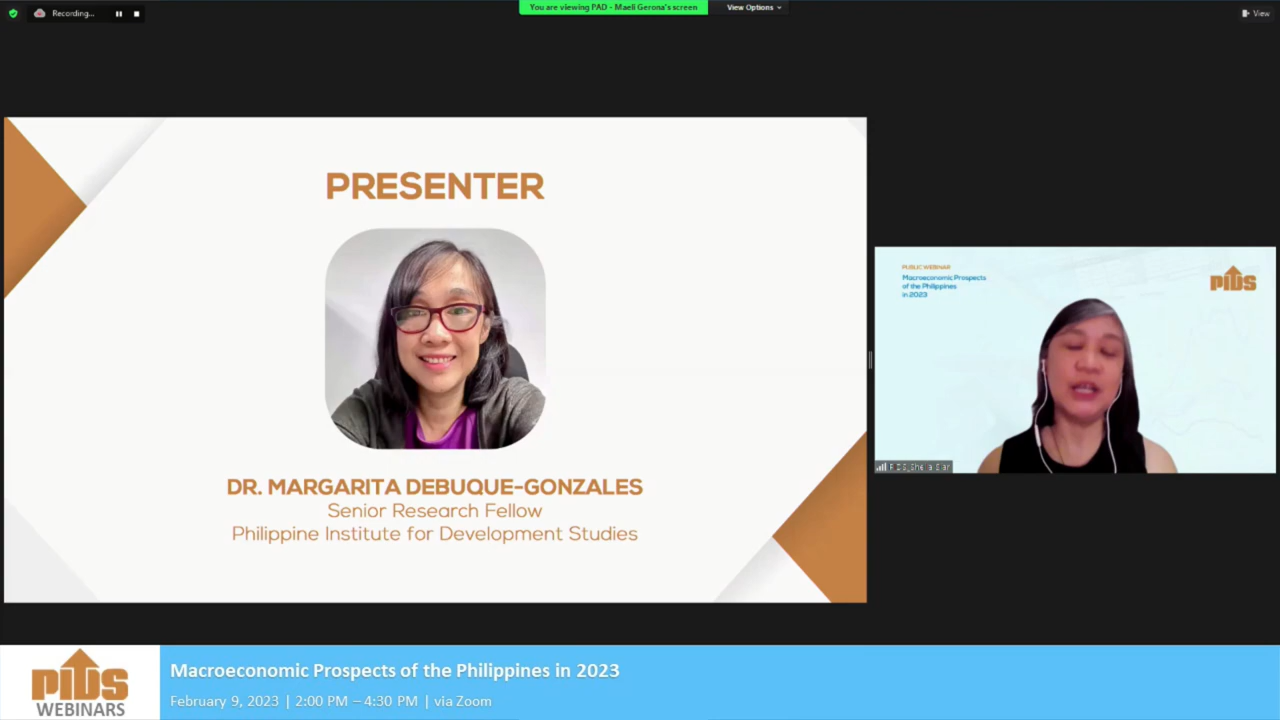 Recording...
You are viewing PAD - Maeli Gerona's screen
View Options
View
PRESENTER
DR. MARGARITA DEBUQUE-GONZALES
Senior Research Fellow
Philippine Institute for Development Studies
PUBLIC WEBINAR
Macroeconomic Prospects
of the Philippines
in 2023
PIDS
PIDS
WEBINARS
Macroeconomic Prospects of the Philippines in 2023
February 9, 2023 | 2:00 PM – 4:30 PM | via Zoom